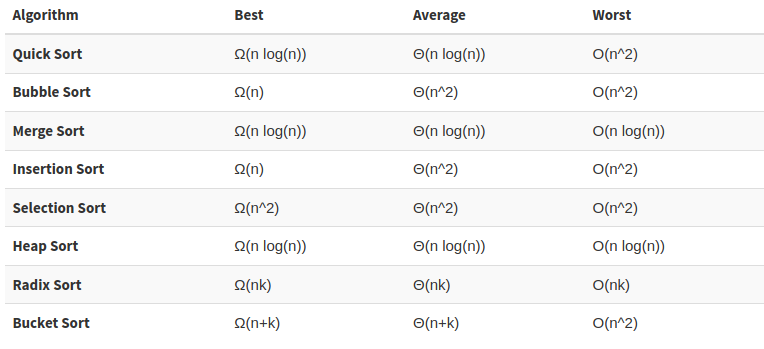 Algorithm Best Average Worst
Quick Sort Ω(n log(n)) Θ(n log(n)) O(n^2)
Bubble Sort Ω(n) Θ(n^2) O(n^2)
Merge Sort Ω(n log(n)) Θ(n log(n)) O(n log(n))
Insertion Sort Ω(n) Θ(n^2) O(n^2)
Selection Sort Ω(n^2) Θ(n^2) O(n^2)
Heap Sort Ω(n log(n)) Θ(n log(n)) O(n log(n))
Radix Sort Ω(nk) Θ(nk) O(nk)
Bucket Sort Ω(n+k) Θ(n+k) O(n^2)